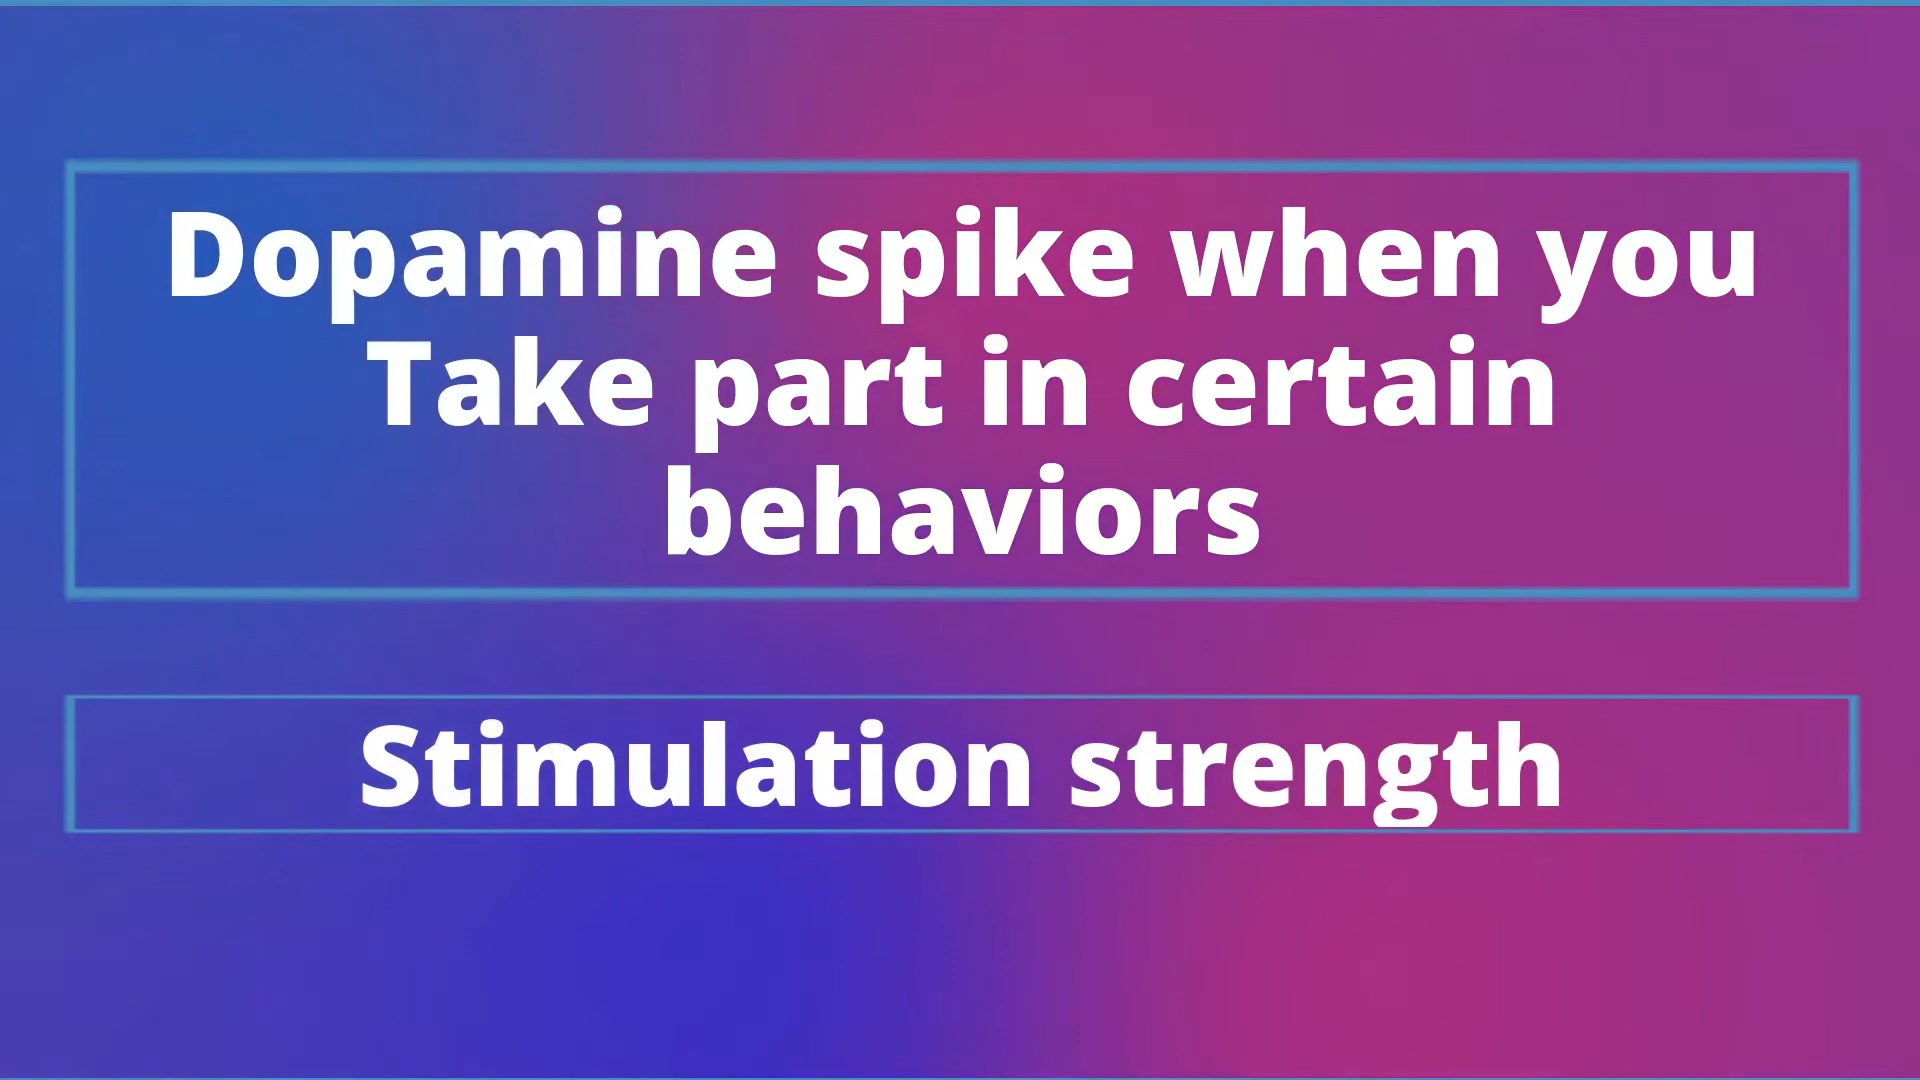 Dopamine spike when you
Take part in certain
behaviors
Stimulation strength